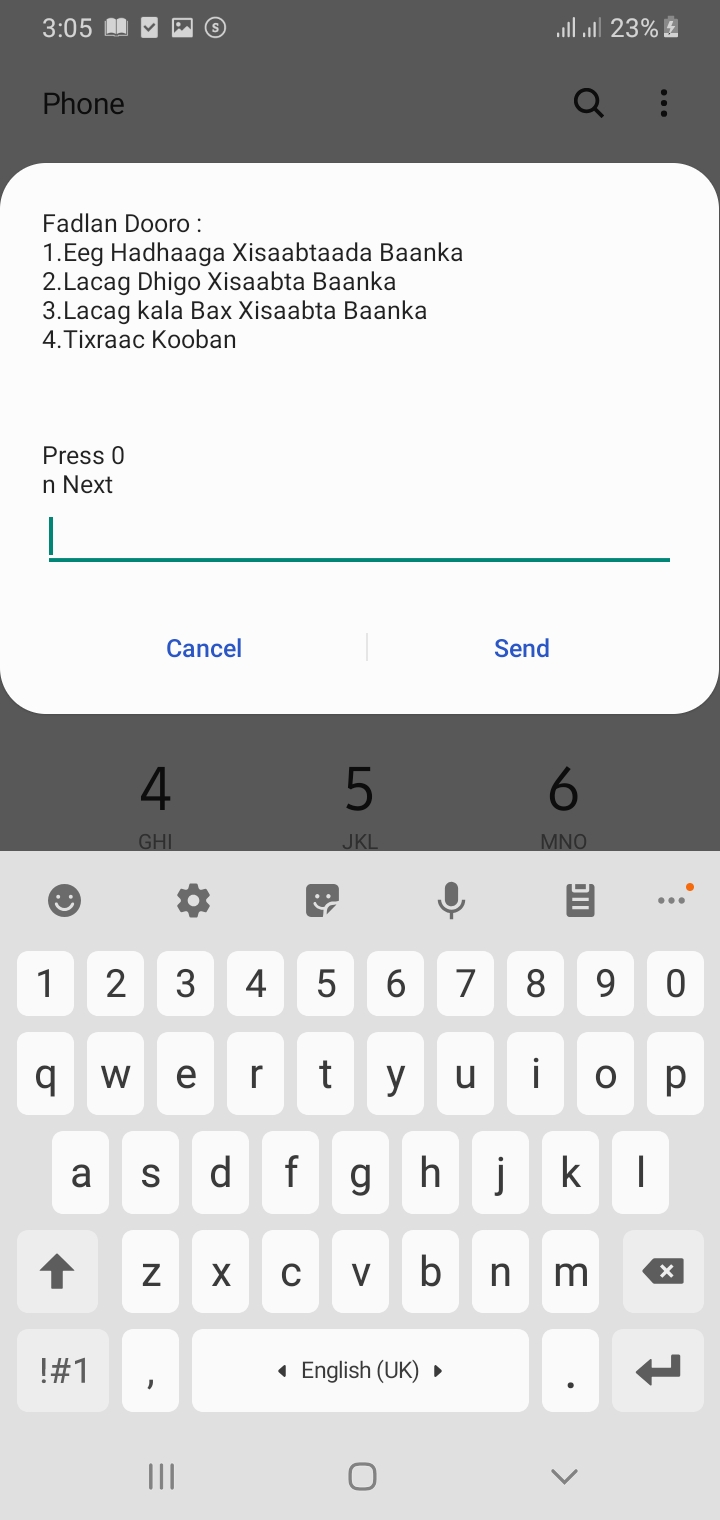 3:05
23%
Phone
Fadlan Dooro :
1.Eeg Hadhaaga Xisaabtaada Baanka
2.Lacag Dhigo Xisaabta Baanka
3.Lacag kala Bax Xisaabta Baanka
4.Tixraac Kooban
Press 0
n Next
Cancel
Send
4 5 6
GHI JKL MNO
1 2 3 4 5 6 7 8 9 0
q w e r t y u i o p
a s d f g h j k l
z x c v b n m
!#1 , English (UK) .